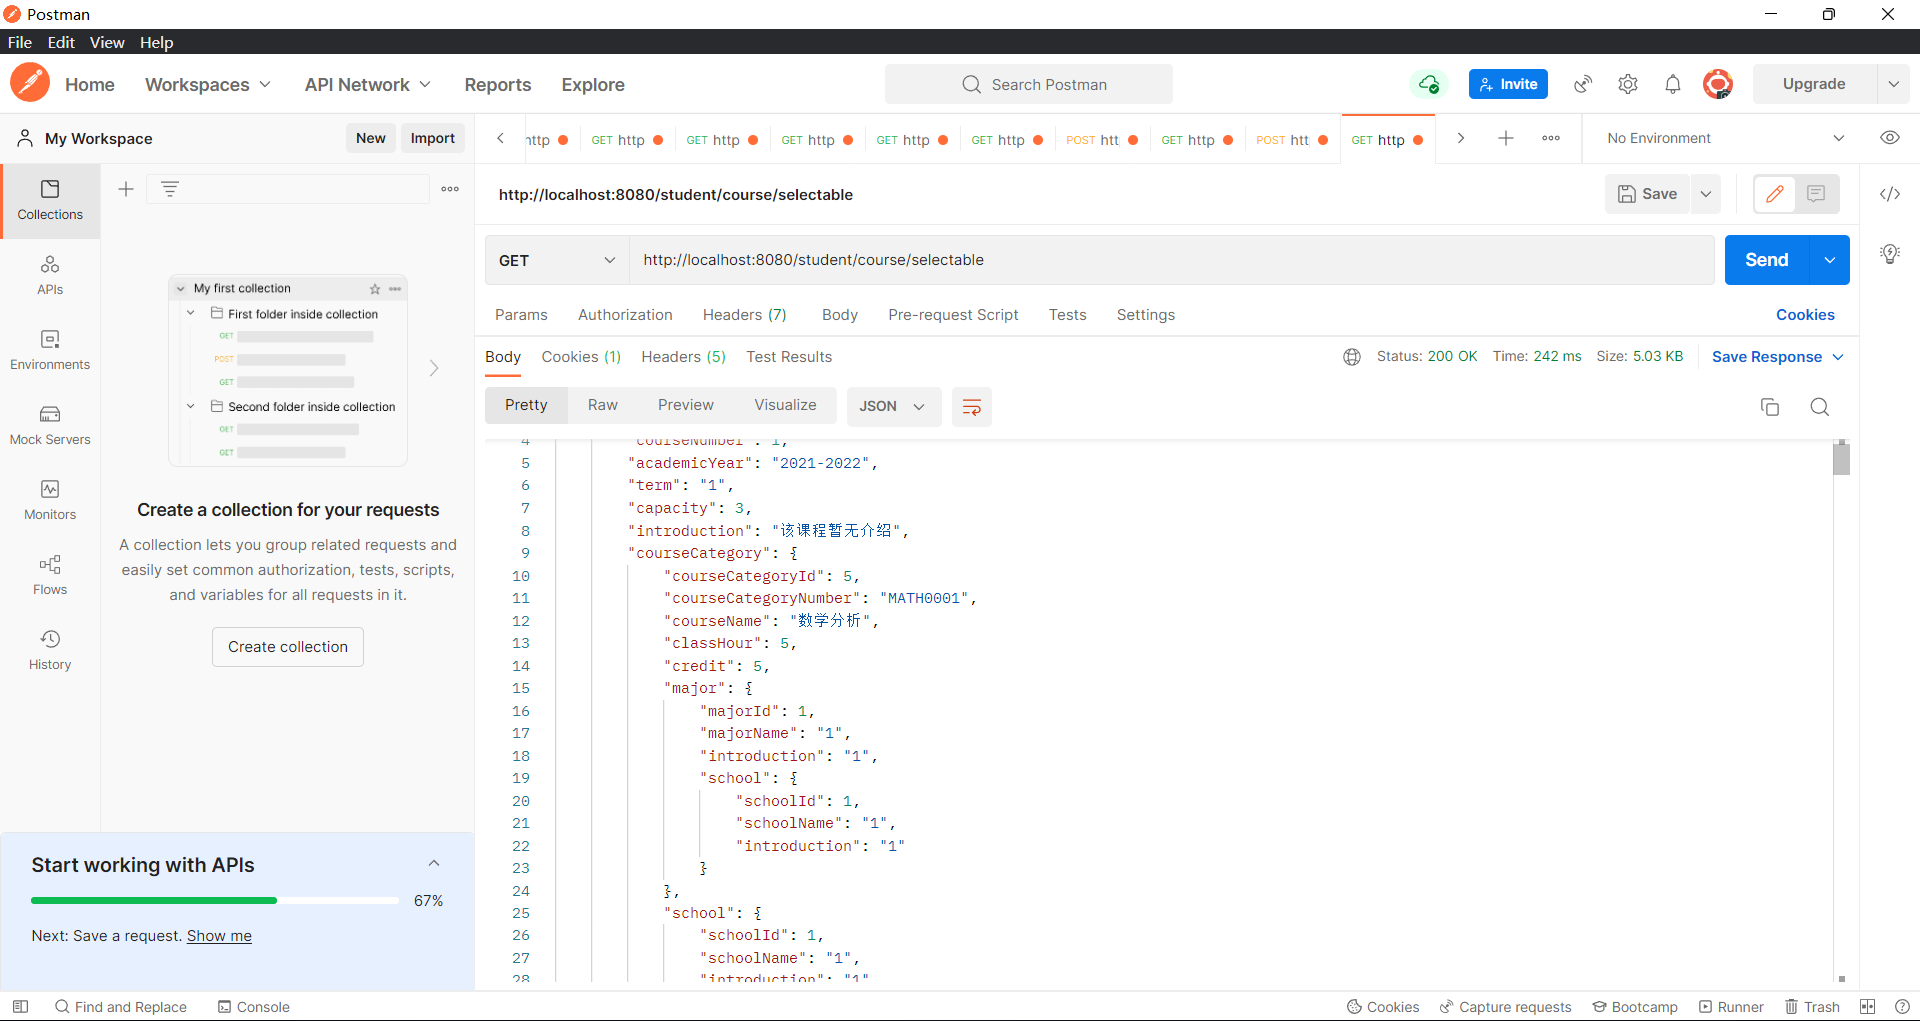 Postman
File Edit View Help
Home Workspaces API Network Reports Explore
Search Postman
Invite
Upgrade
My Workspace
New Import
ttp GET http GET http GET http GET http GET http POST htt GET http POST htt GET http
No Environment
Collections
APIs
Environments
Mock Servers
Monitors
Flows
History
My first collection
First folder inside collection
GET
POST
GET
Second folder inside collection
GET
GET
Create a collection for your requests
A collection lets you group related requests and
easily set common authorization, tests, scripts,
and variables for all requests in it.
Create collection
Start working with APIs
67%
Next: Save a request. Show me
http://localhost:8080/student/course/selectable
Save
GET http://localhost:8080/student/course/selectable
Send
Params Authorization Headers (7) Body Pre-request Script Tests Settings
Cookies
Body Cookies (1) Headers (5) Test Results
Status: 200 OK Time: 242 ms Size: 5.03 KB Save Response
Pretty Raw Preview Visualize JSON
4 "courseNumber": 1,
5 "academicYear": "2021-2022",
6 "term": "1",
7 "capacity": 3,
8 "introduction": "该课程暂无介绍",
9 "courseCategory": {
10 "courseCategoryId": 5,
11 "courseCategoryNumber": "MATH0001",
12 "courseName": "数学分析",
13 "classHour": 5,
14 "credit": 5,
15 "major": {
16 "majorId": 1,
17 "majorName": "1",
18 "introduction": "1",
19 "school": {
20 "schoolId": 1,
21 "schoolName": "1",
22 "introduction": "1"
23 }
24 },
25 "school": {
26 "schoolId": 1,
27 "schoolName": "1",
28 "introduction": "1"
Find and Replace Console
Cookies Capture requests Bootcamp Runner Trash